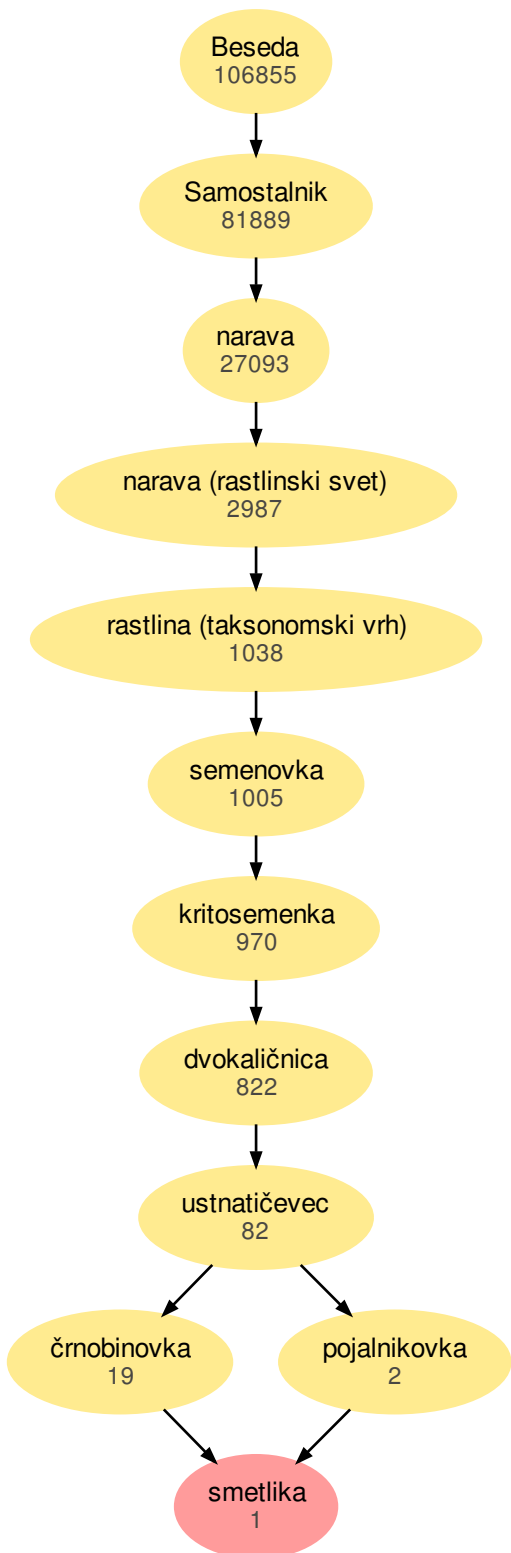 Beseda
106855
Samostalnik
81889
narava
27093
narava (rastlinski svet)
2987
rastlina (taksonomski vrh)
1038
semenovka
1005
kritosemenka
970
dvokaličnica
822
ustnatičevec
82
črnobinovka
19
pojalnikovka
2
smetlika
1